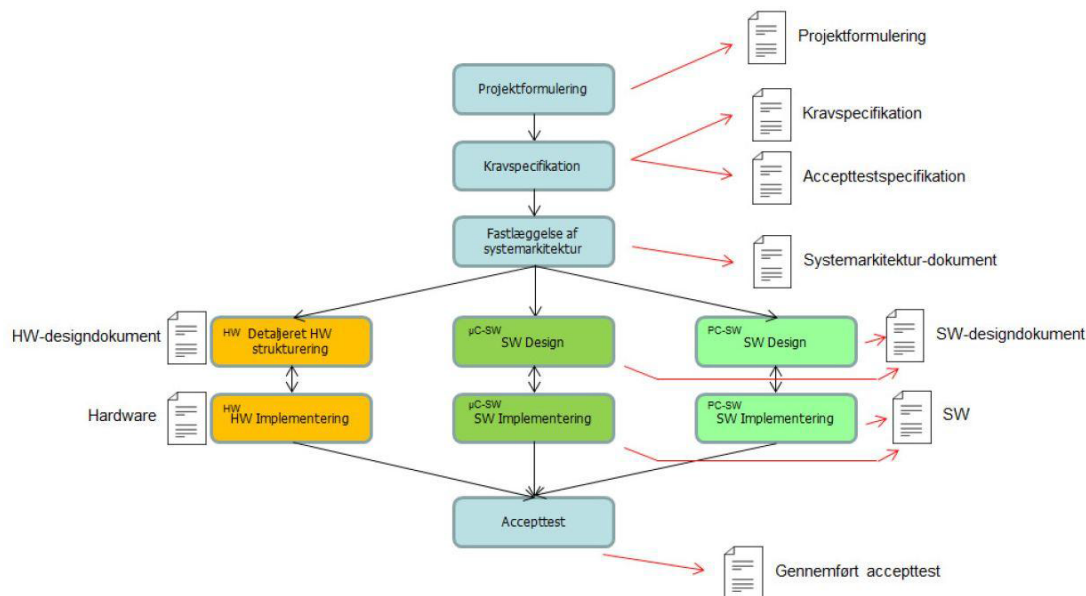 Projektformulering
Projektformulering
Kravspecifikation
Kravspecifikation
Accepttestspecifikation
Fastlæggelse af
systemarkitektur
Systemarkitektur-dokument
HW-designdokument
HW Detaljeret HW
strukturering
µC-SW
SW Design
PC-SW
SW Design
SW-designdokument
Hardware
HW
HW Implementering
µC-SW
SW Implementering
PC-SW
SW Implementering
SW
Accepttest
Gennemført accepttest